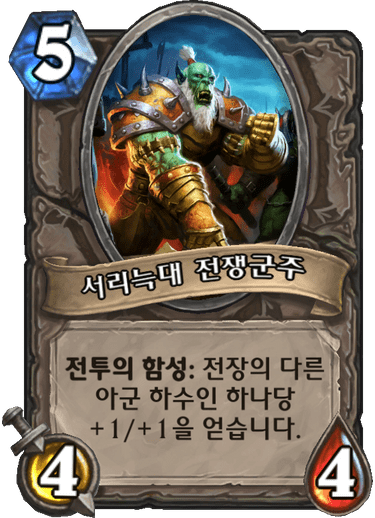 5
서리늑대 전쟁군주
전투의 함성: 전장의 다른
아군 하수인 하나당
+1/+1을 얻습니다.
4
4